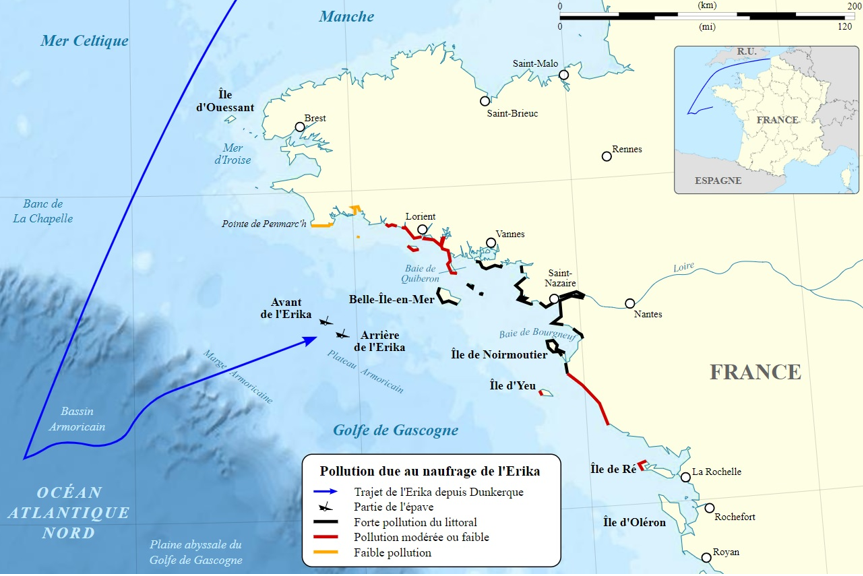 Manche
0 (km) 200
0 (mi) 120
Mer Celtique
R.U.
FRANCE
ESPAGNE
Saint-Malo
Île
d'Ouessant
Saint-Brieuc
Brest
Rennes
Mer
d'Iroise
Banc de
La Chapelle
Pointe de Penmarc'h
Lorient
Vannes
Baie de
Quiberon
Saint-
Nazaire
Loire
Belle-Île-en-Mer
Nantes
Avant
de l'Erika
Arrière
de l'Erika
Baie de Bourgneuf
Île de Noirmoutier
Marge Armoricaine
Plateau Armoricain
FRANCE
Île d'Yeu
Bassin
Armoricain
Golfe de Gascogne
Île de Ré
La Rochelle
OCÉAN
ATLANTIQUE
NORD
Rochefort
Île d'Oléron
Plaine abyssale du
Golfe de Gascogne
Royan
Pollution due au naufrage de l'Erika
Trajet de l'Erika depuis Dunkerque
Partie de l'épave
Forte pollution du littoral
Pollution modérée ou faible
Faible pollution